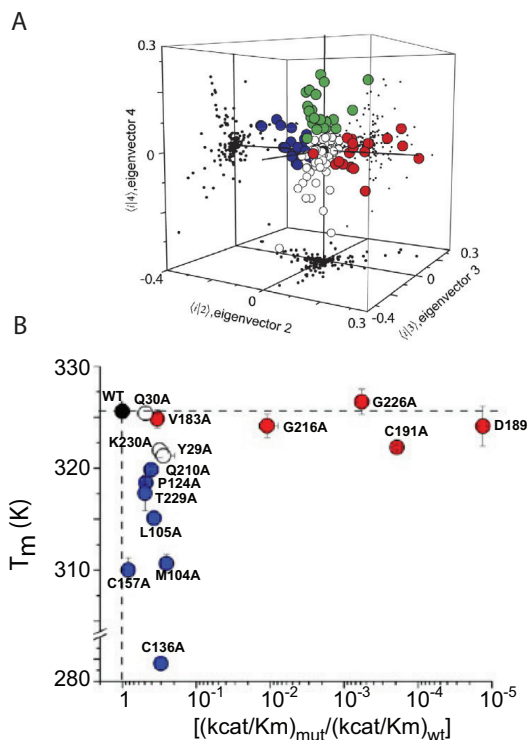 A
0.3
0
-0.4
0
0.3
-0.4
0
0.3
⟨i|4⟩,eigenvector 4
⟨i|2⟩,eigenvector 2
⟨i|3⟩,eigenvector 3
B
330
320
310
280
Tm (K)
WT
Q30A
V183A
K230A
Y29A
Q210A
P124A
T229A
L105A
M104A
C157A
C136A
G226A
G216A
C191A
D189
1 10-1 10-2 10-3 10-4 10-5
[(kcat/Km)mut/(kcat/Km)wt]